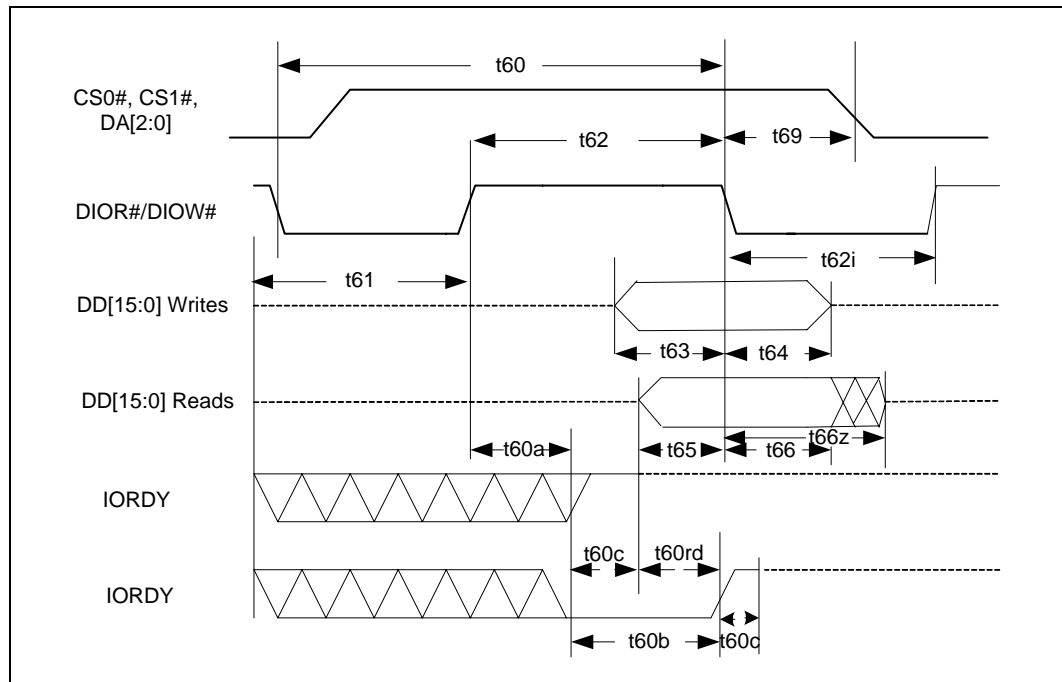 t60
CS0#, CS1#,
DA[2:0]
t62
t69
DIOR#/DIOW#
t61
t62i
DD[15:0] Writes
t63
t64
DD[15:0] Reads
t60a
t65
t66
t66z
IORDY
t60c
t60rd
IORDY
t60b
t60c